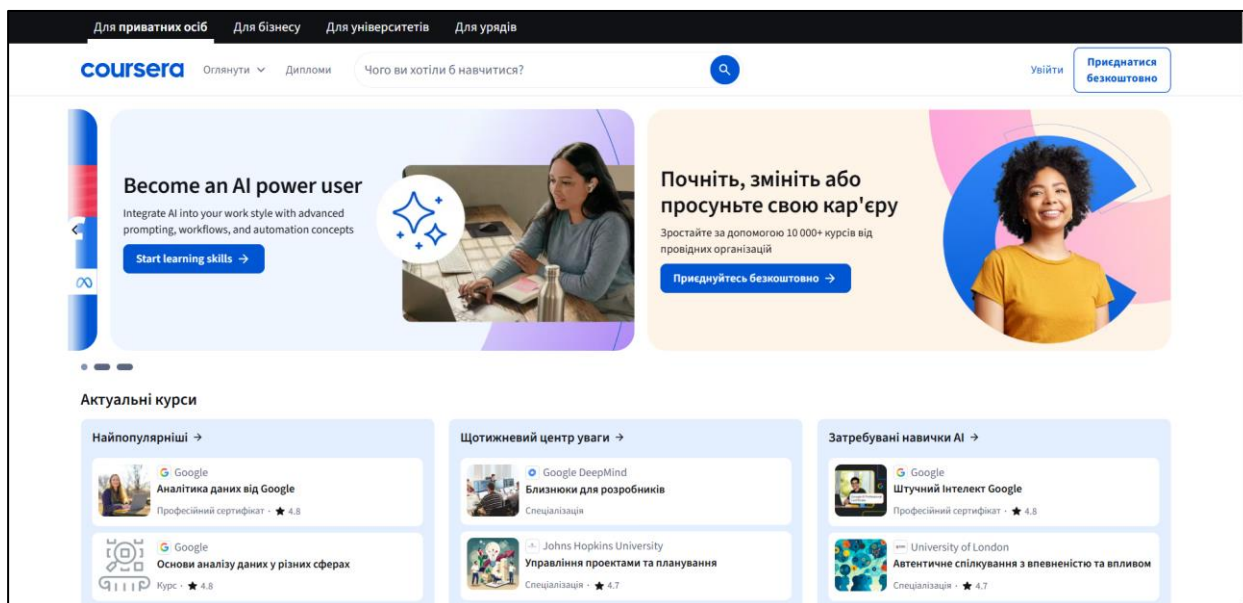 Для приватних осіб Для бізнесу Для університетів Для урядів
coursera Оглянути Дипломи Чого ви хотіли б навчитися? Увійти Приєднатися безкоштовно
Become an AI power user
Integrate AI into your work style with advanced
prompting, workflows, and automation concepts
Start learning skills →
Почніть, змініть або
просуньте свою кар'єру
Зростайте за допомогою 10 000+ курсів від
провідних організацій
Приєднуйтесь безкоштовно →
Актуальні курси
Найпопулярніші →
Google
Аналітика даних від Google
Професійний сертифікат · ★ 4.8
Google
Основи аналізу даних у різних сферах
Курс · ★ 4.8
Щотижневий центр уваги →
Google DeepMind
Близнюки для розробників
Спеціалізація
Johns Hopkins University
Управління проектами та планування
Спеціалізація · ★ 4.7
Затребувані навички AI →
Google
Штучний Інтелект Google
Професійний сертифікат · ★ 4.8
University of London
Автентичне спілкування з впевненістю та впливом
Спеціалізація · ★ 4.7